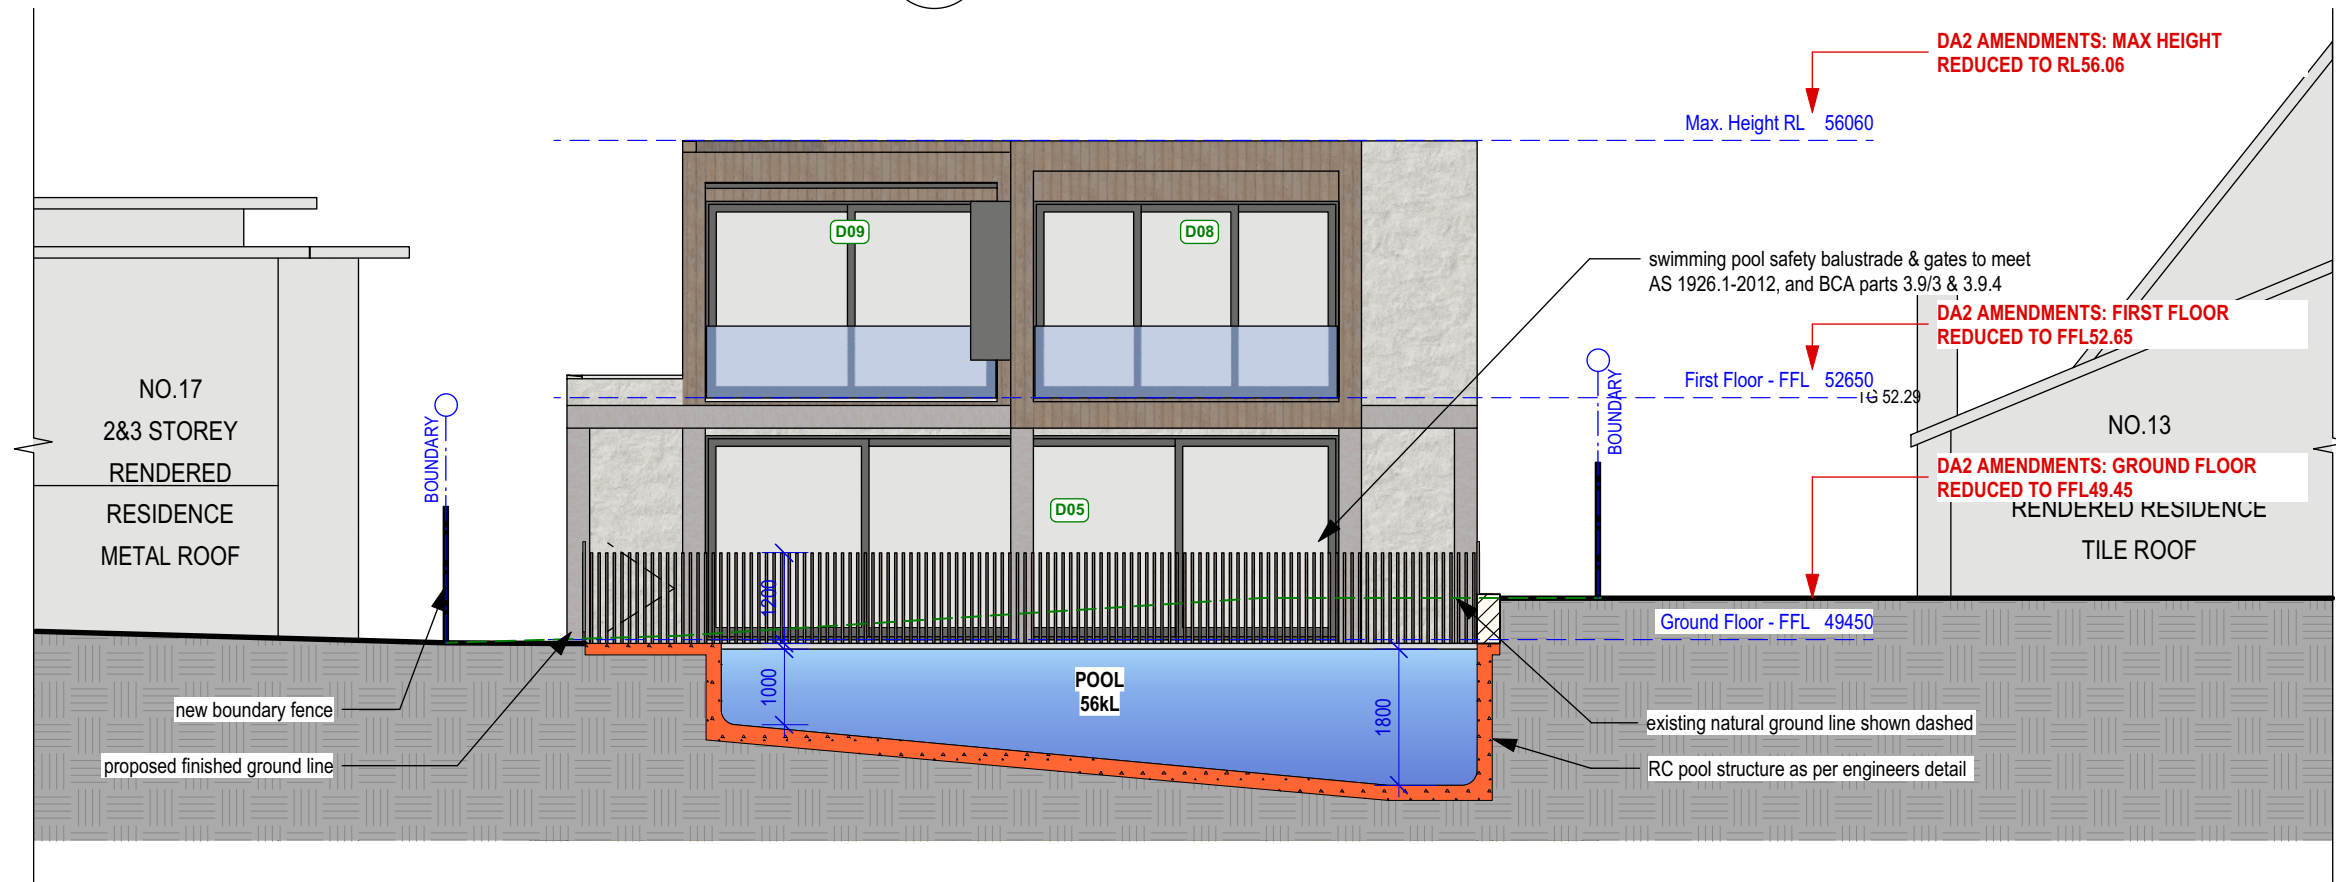 DA2 AMENDMENTS: MAX HEIGHT
REDUCED TO RL56.06
Max. Height RL 56060
D09
D08
swimming pool safety balustrade & gates to meet
AS 1926.1-2012, and BCA parts 3.9/3 & 3.9.4
DA2 AMENDMENTS: FIRST FLOOR
REDUCED TO FFL52.65
First Floor - FFL 52650
TG 52.29
BOUNDARY
BOUNDARY
NO.17
2&3 STOREY
RENDERED
RESIDENCE
METAL ROOF
NO.13
DA2 AMENDMENTS: GROUND FLOOR
REDUCED TO FFL49.45
RENDERED RESIDENCE
TILE ROOF
D05
1200
Ground Floor - FFL 49450
1000
POOL
56kL
1800
new boundary fence
proposed finished ground line
existing natural ground line shown dashed
RC pool structure as per engineers detail